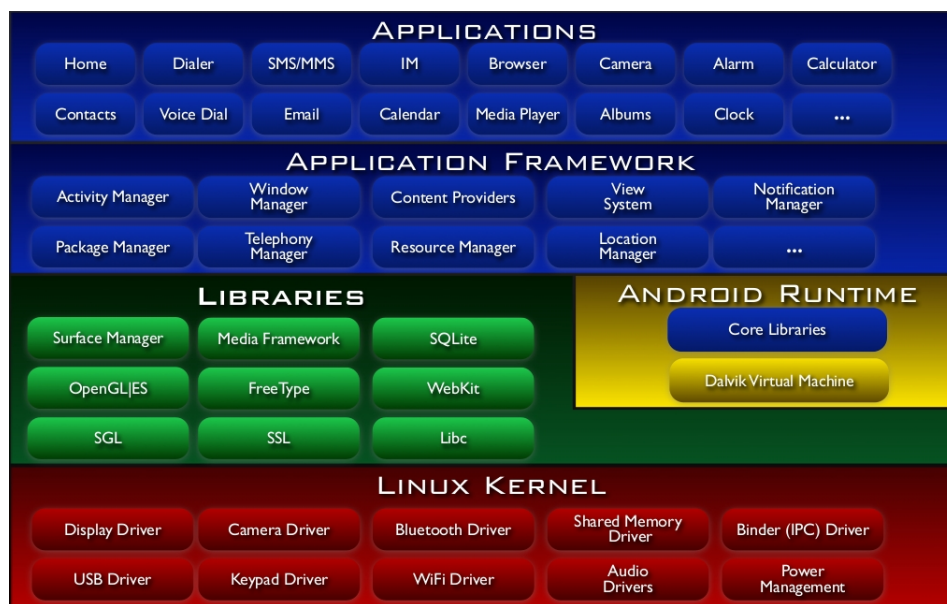 APPLICATIONS
Home Dialer SMS/MMS IM Browser Camera Alarm Calculator
Contacts Voice Dial Email Calendar Media Player Albums Clock ...
APPLICATION FRAMEWORK
Activity Manager
Window
Manager
Content Providers
View
System
Notification
Manager
Package Manager
Telephony
Manager
Resource Manager
Location
Manager
...
LIBRARIES
Surface Manager Media Framework SQLite
OpenGL|ES FreeType WebKit
SGL SSL Libc
ANDROID RUNTIME
Core Libraries
Dalvik Virtual Machine
LINUX KERNEL
Display Driver
Camera Driver
Bluetooth Driver
Shared Memory
Driver
Binder (IPC) Driver
USB Driver
Keypad Driver
WiFi Driver
Audio
Drivers
Power
Management